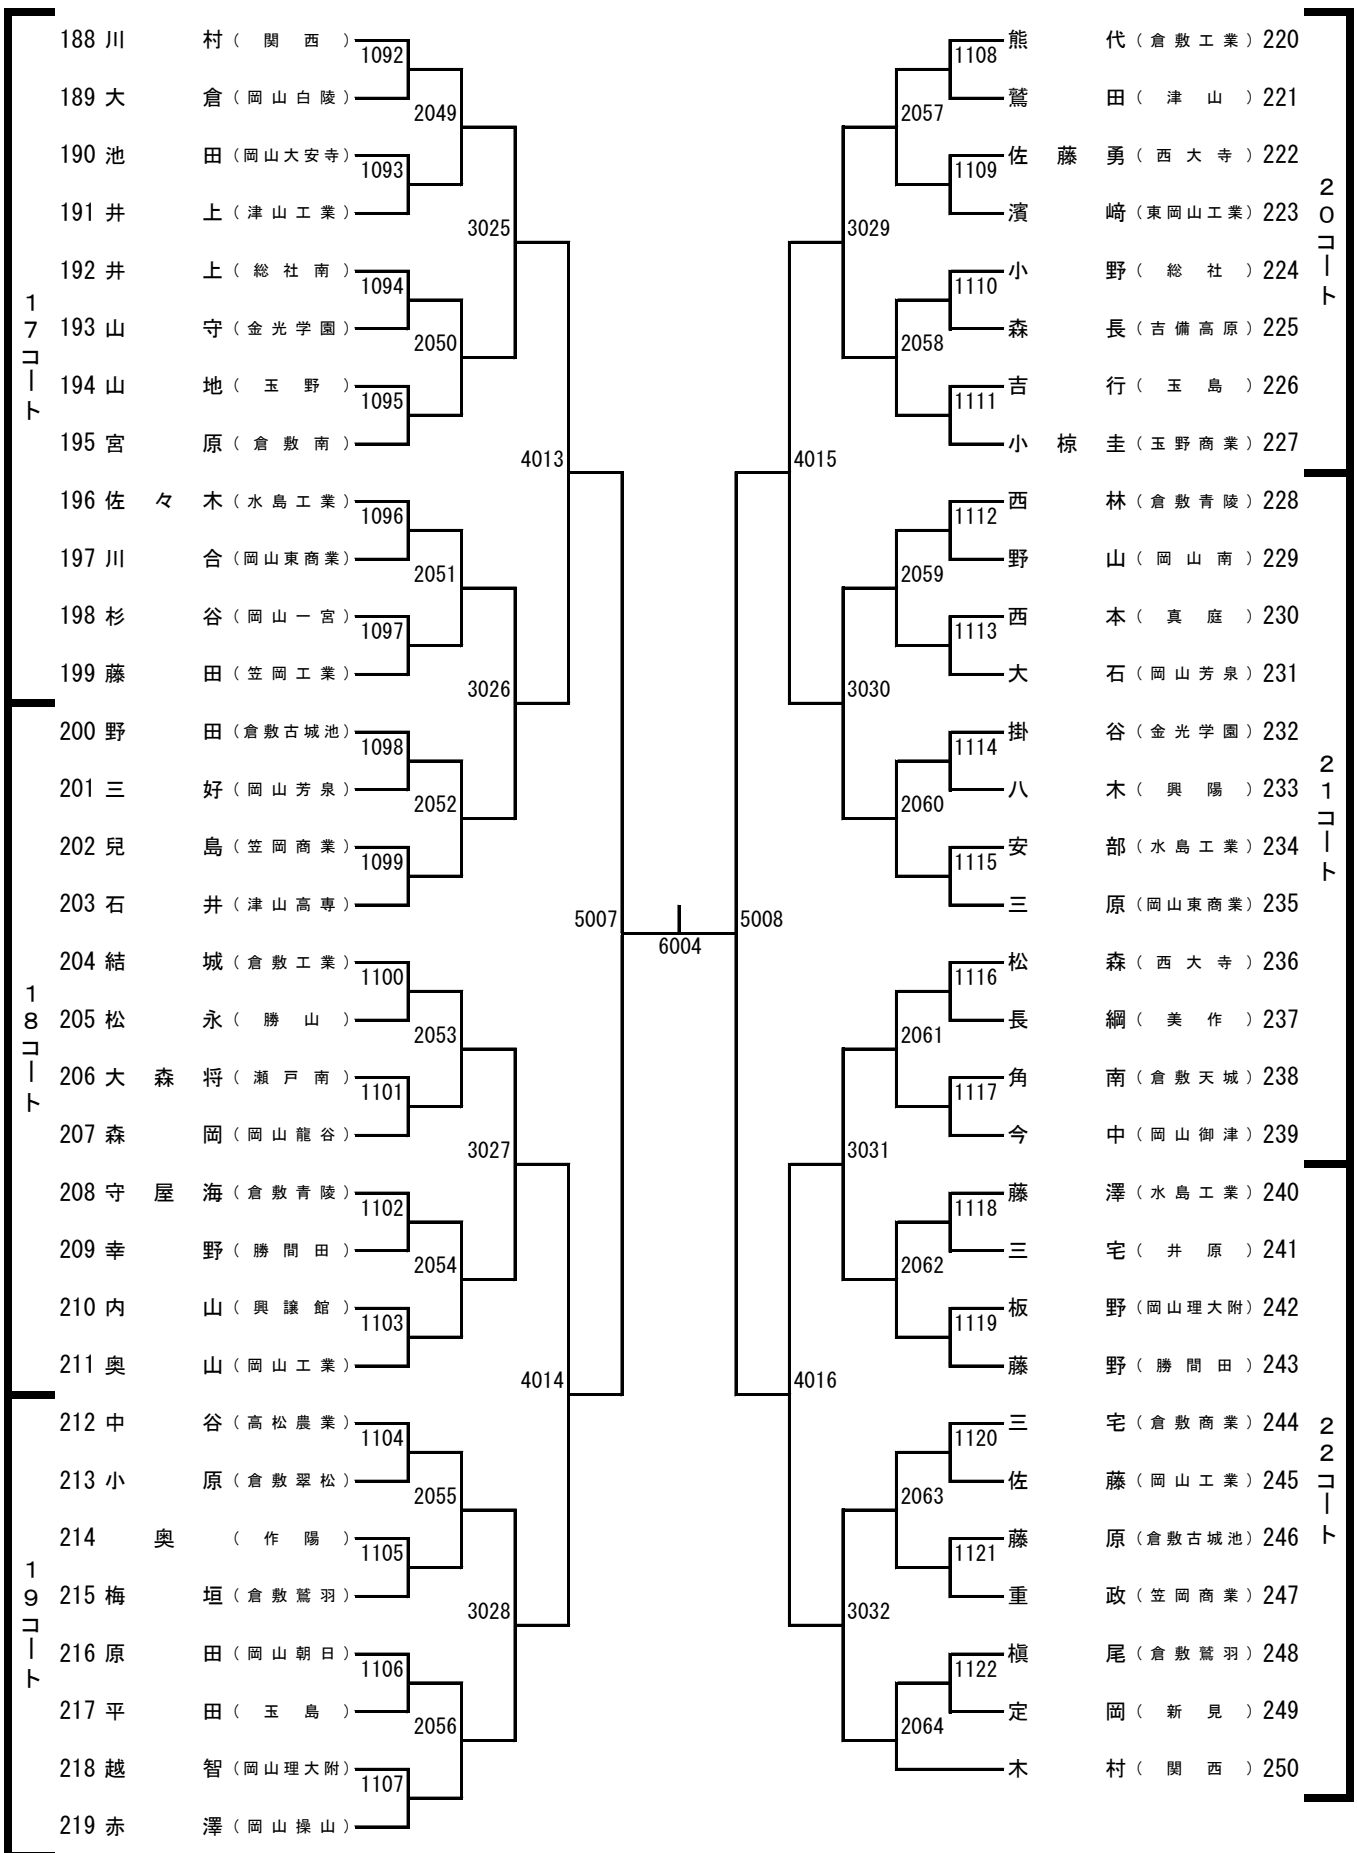 17コート
188 川村 (関西)
1092
189 大倉 (岡山白陵)
2049
190 池田 (岡山大安寺)
1093
191 井上 (津山工業)
3025
192 井上 (総社南)
1094
193 山守 (金光学園)
2050
194 山地 (玉野)
1095
195 宮原 (倉敷南)
4013
196 佐々木 (水島工業)
1096
197 川合 (岡山東商業)
2051
198 杉谷 (岡山一宮)
1097
199 藤田 (笠岡工業)
3026
18コート
200 野田 (倉敷古城池)
1098
201 三好 (岡山芳泉)
2052
202 兒島 (笠岡商業)
1099
203 石井 (津山高専)
5007
204 結城 (倉敷工業)
1100
205 松永 (勝山)
2053
206 大森将 (瀬戸南)
1101
207 森岡 (岡山龍谷)
3027
208 守屋海 (倉敷青陵)
1102
209 幸野 (勝間田)
2054
210 内山 (興譲館)
1103
211 奥山 (岡山工業)
4014
19コート
212 中谷 (高松農業)
1104
213 小原 (倉敷翠松)
2055
214 奥 (作陽)
1105
215 梅垣 (倉敷鷲羽)
3028
216 原田 (岡山朝日)
1106
217 平田 (玉島)
2056
218 越智 (岡山理大附)
1107
219 赤澤 (岡山操山)
6004
20コート
熊代 (倉敷工業) 220
1108
鷲田 (津山) 221
2057
佐藤勇 (西大寺) 222
1109
濱﨑 (東岡山工業) 223
3029
小野 (総社) 224
1110
森長 (吉備高原) 225
2058
吉行 (玉島) 226
1111
小椋圭 (玉野商業) 227
4015
21コート
西林 (倉敷青陵) 228
1112
野山 (岡山南) 229
2059
西本 (真庭) 230
1113
大石 (岡山芳泉) 231
3030
掛谷 (金光学園) 232
1114
八木 (興陽) 233
2060
安部 (水島工業) 234
1115
三原 (岡山東商業) 235
5008
松森 (西大寺) 236
1116
長綱 (美作) 237
2061
角南 (倉敷天城) 238
1117
今中 (岡山御津) 239
3031
22コート
藤澤 (水島工業) 240
1118
三宅 (井原) 241
2062
板野 (岡山理大附) 242
1119
藤野 (勝間田) 243
4016
三宅 (倉敷商業) 244
1120
佐藤 (岡山工業) 245
2063
藤原 (倉敷古城池) 246
1121
重政 (笠岡商業) 247
3032
槇尾 (倉敷鷲羽) 248
1122
定岡 (新見) 249
2064
木村 (関西) 250